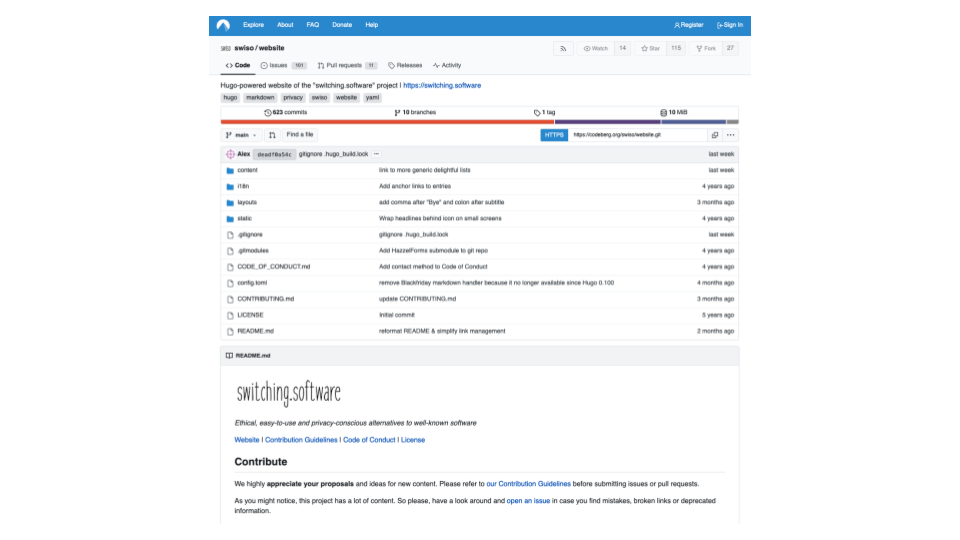 Explore About FAQ Donate Help Register Sign In
swiso / website Watch 14 Star 115 Fork 27
Code Issues 101 Pull requests 11 Releases Activity
Hugo-powered website of the "switching.software" project | https://switching.software
hugo markdown privacy swiso website yaml
623 commits 10 branches 1 tag 10 MiB
main Find a file HTTPS https://codeberg.org/swiso/website.git
Alex deadf0a54c gitignore .hugo_build.lock ... last week
content link to more generic delightful lists last week
i18n Add anchor links to entries 4 years ago
layouts add comma after "Bye" and colon after subtitle 3 months ago
static Wrap headlines behind icon on small screens 4 years ago
.gitignore gitignore .hugo_build.lock last week
.gitmodules Add HazzelForms submodule to git repo 4 years ago
CODE_OF_CONDUCT.md Add contact method to Code of Conduct 4 years ago
config.toml remove Blackfriday markdown handler because it no longer available since Hugo 0.100 4 months ago
CONTRIBUTING.md update CONTRIBUTING.md 3 months ago
LICENSE Initial commit 5 years ago
README.md reformat README & simplify link management 2 months ago
README.md
switching.software
Ethical, easy-to-use and privacy-conscious alternatives to well-known software
Website | Contribution Guidelines | Code of Conduct | License
Contribute
We highly appreciate your proposals and ideas for new content. Please refer to our Contribution Guidelines before submitting issues or pull requests.
As you might notice, this project has a lot of content. So please, have a look around and open an issue in case you find mistakes, broken links or deprecated
information.